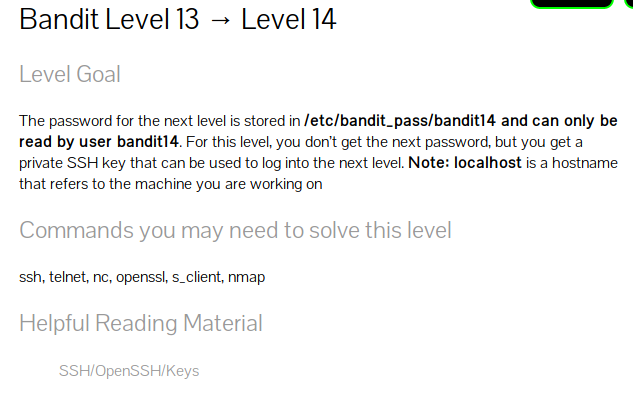 Bandit Level 13 → Level 14
Level Goal
The password for the next level is stored in /etc/bandit_pass/bandit14 and can only be
read by user bandit14. For this level, you don’t get the next password, but you get a
private SSH key that can be used to log into the next level. Note: localhost is a hostname
that refers to the machine you are working on
Commands you may need to solve this level
ssh, telnet, nc, openssl, s_client, nmap
Helpful Reading Material
SSH/OpenSSH/Keys